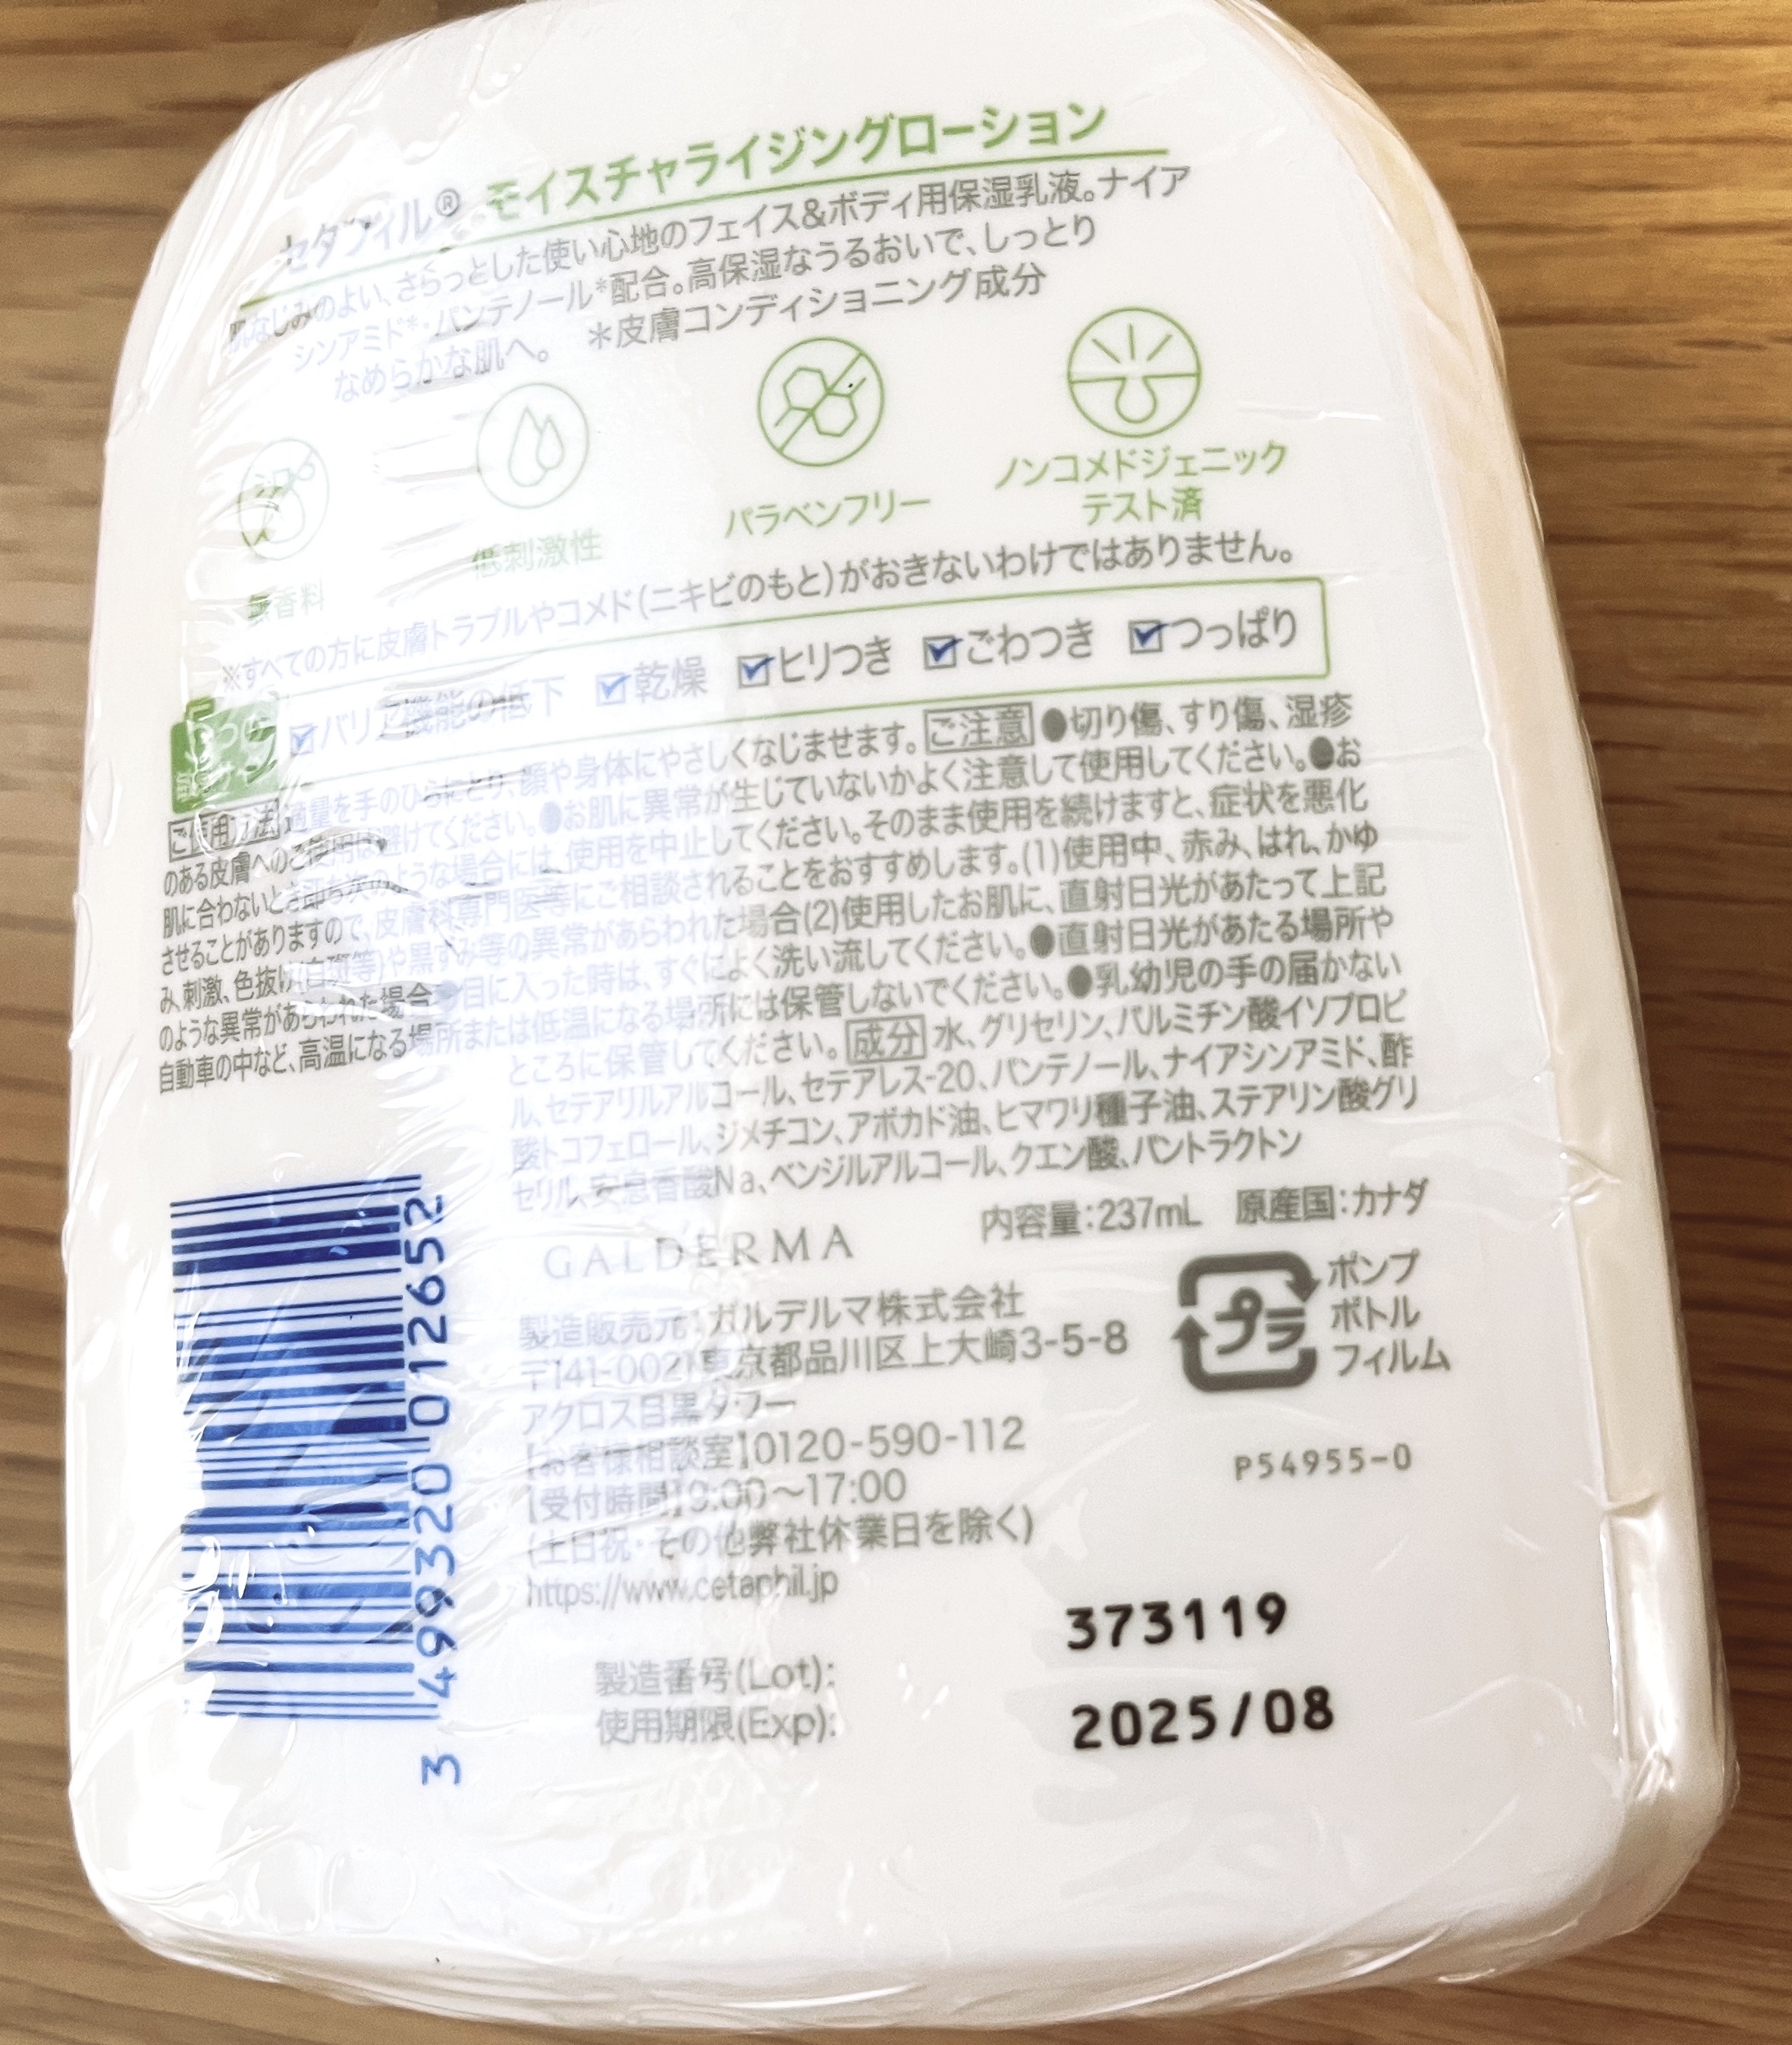 セタフィル® モイスチャライジングローション
肌なじみのよい、さらっとした使い心地のフェイス&ボディ用保湿乳液。ナイア
シンアミド*・パンテノール*配合。高保湿なうるおいで、しっとり
なめらかな肌へ。 *皮膚コンディショニング成分
無香料
低刺激性
パラベンフリー
ノンコメドジェニック
テスト済
※すべての方に皮膚トラブルやコメド(ニキビのもと)がおきないわけではありません。
バリア機能の低下 乾燥 ヒリつき ごわつき つっぱり
ご使用方法 適量を手のひらにとり、顔や身体にやさしくなじませます。 ご注意 ●切り傷、すり傷、湿疹
のある皮膚へのご使用は避けてください。●お肌に異常が生じていないかよく注意して使用してください。●お
肌に合わないとき即ち次のような場合には、使用を中止してください。そのまま使用を続けますと、症状を悪化
させることがありますので、皮膚科専門医等にご相談されることをおすすめします。(1)使用中、赤み、はれ、かゆ
み、刺激、色抜け(白斑等)や黒ずみ等の異常があらわれた場合(2)使用したお肌に、直射日光があたって上記
のような異常があらわれた場合●目に入った時は、すぐによく洗い流してください。●直射日光があたる場所や
自動車の中など、高温になる場所または低温になる場所には保管しないでください。●乳幼児の手の届かない
ところに保管してください。 成分 水、グリセリン、パルミチン酸イソプロピ
ル、セテアリルアルコール、セテアレス-20、パンテノール、ナイアシンアミド、酢
酸トコフェロール、ジメチコン、アボカド油、ヒマワリ種子油、ステアリン酸グリ
セリル、安息香酸Na、ベンジルアルコール、クエン酸、パントラクトン
内容量:237mL 原産国:カナダ
GALDERMA
製造販売元:ガルデルマ株式会社
〒141-0021 東京都品川区上大崎3-5-8
アクロス目黒タワー
【お客様相談室】0120-590-112
【受付時間】9:00～17:00
(土日祝・その他弊社休業日を除く)
https://www.cetaphil.jp
プラ
ポンプ
ボトル
フィルム
P54955-0
製造番号(Lot): 373119
使用期限(Exp): 2025/08
3 499320 012652